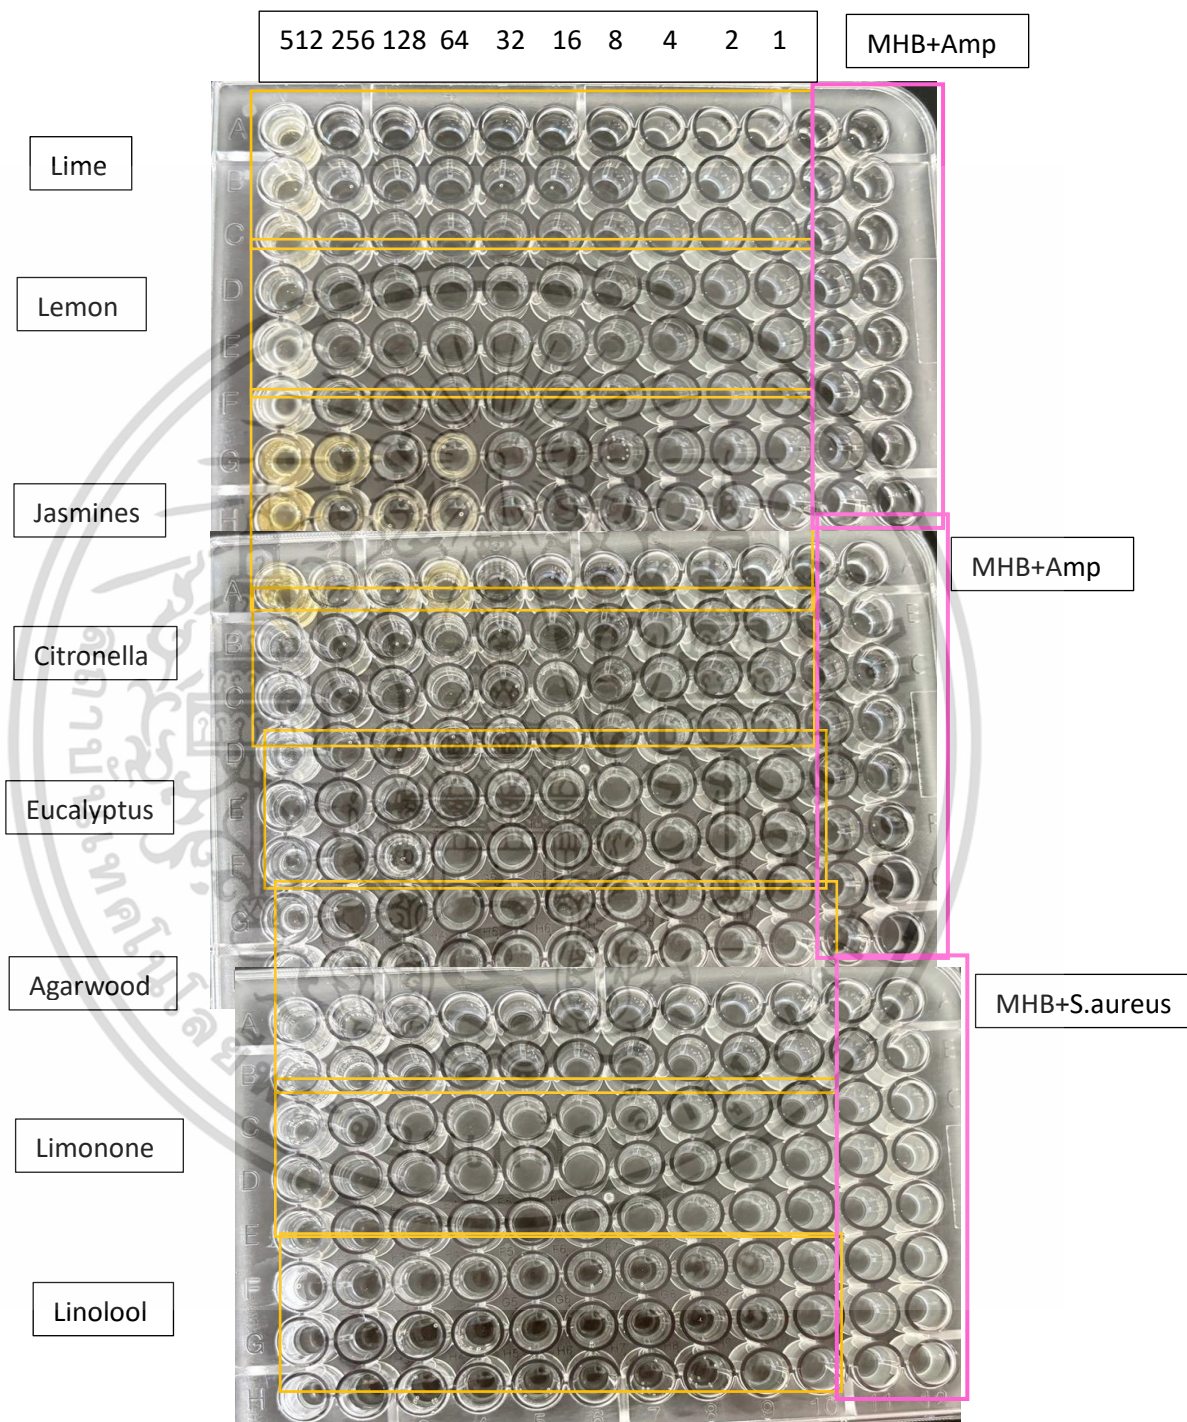 512 256 128 64 32 16 8 4 2 1
MHB+Amp
Lime
Lemon
Jasmines
MHB+Amp
Citronella
Eucalyptus
Agarwood
MHB+S.aureus
Limonone
Linolool
A
B
C
D
E
F
G
H
A
B
C
D
E
F
G
A
B
C
D
E
F
G
H